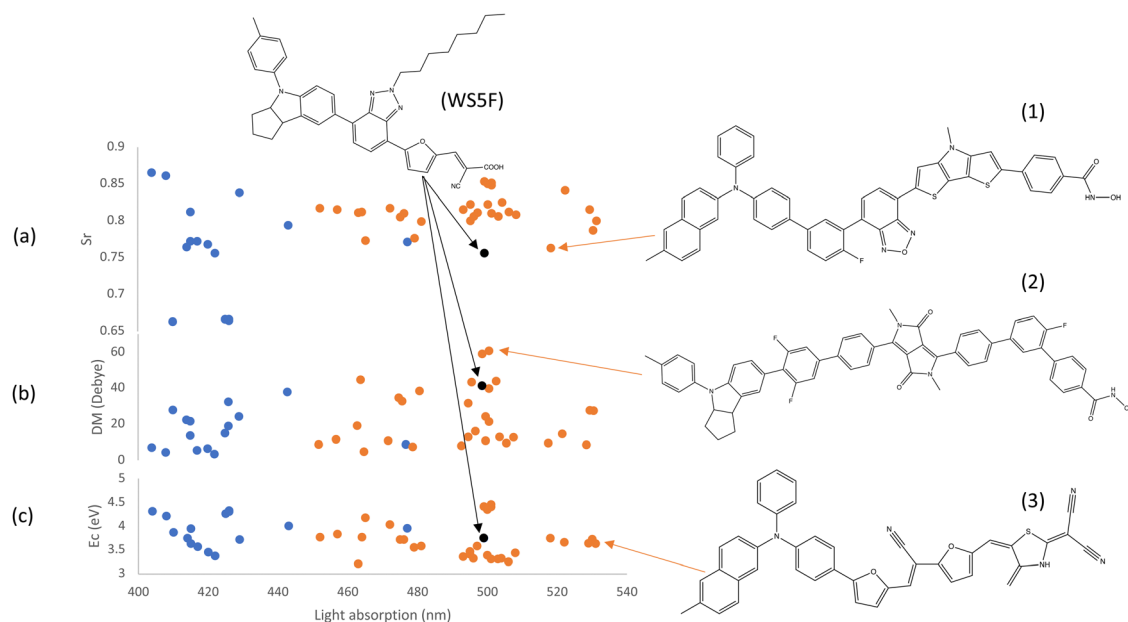 (WS5F)
N
N
N
N
O
COOH
NC
(a)
Sr
0.9
0.85
0.8
0.75
0.7
0.65
(b)
DM (Debye)
60
40
20
0
(c)
Ec (eV)
5
4.5
4
3.5
3
400 420 440 460 480 500 520 540
Light absorption (nm)
(1)
N
F
N
O
N
N
S
S
O
HN
OH
(2)
N
F
F
N
O
O
N
F
O
H
N
O
(3)
N
O
N
O
S
NH
N
N